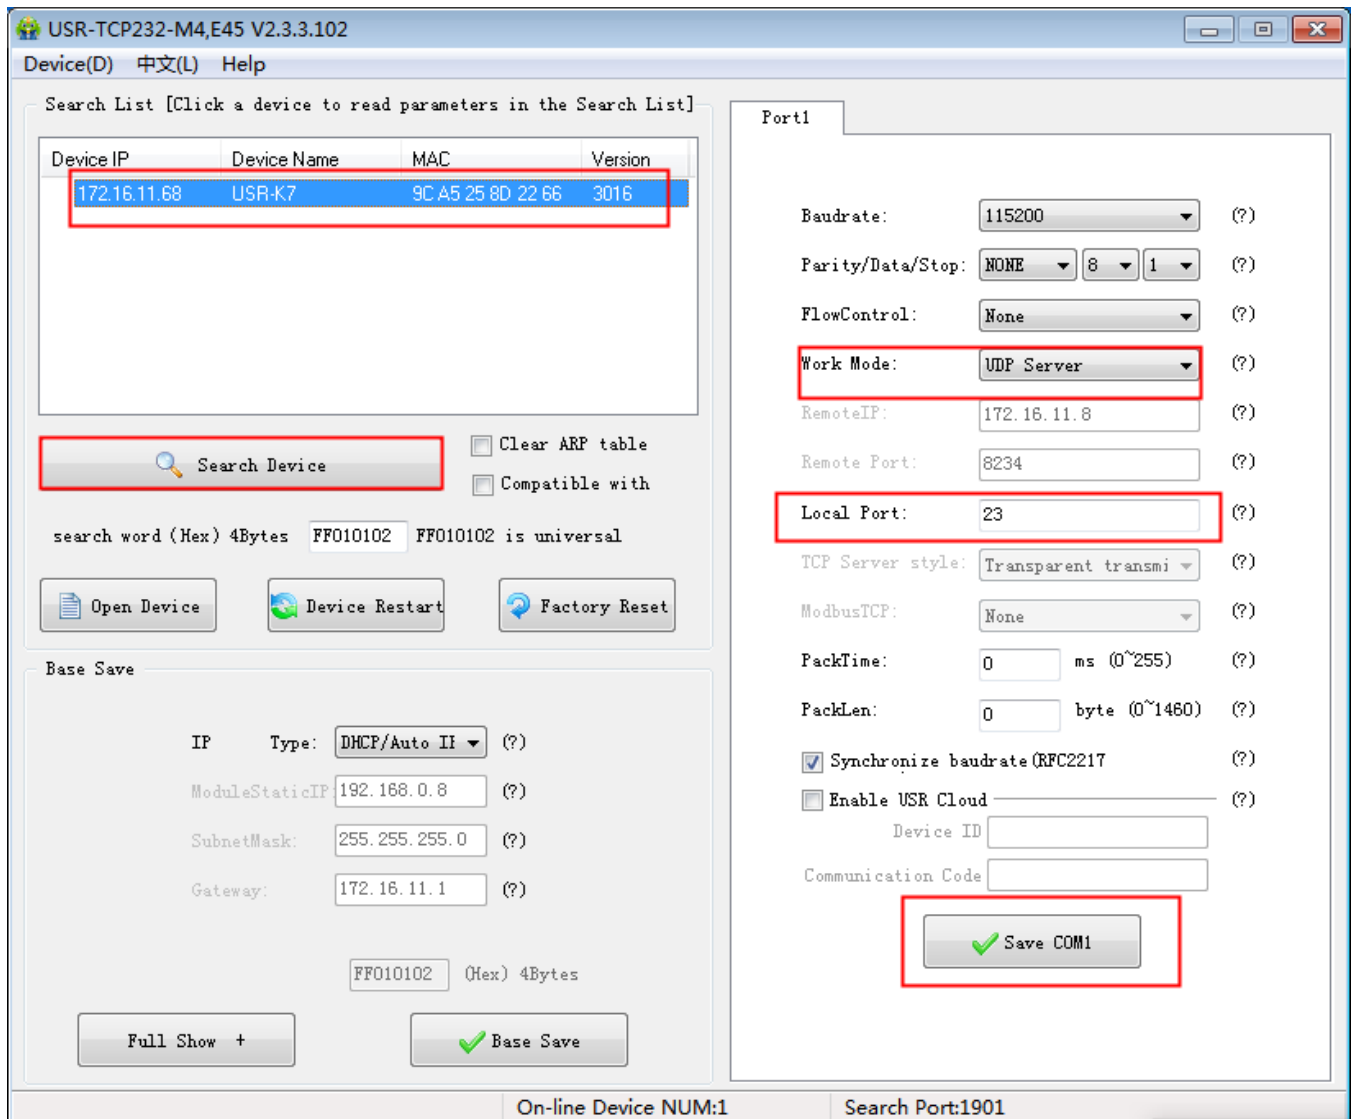 USR-TCP232-M4,E45 V2.3.3.102
Device(D) 中文(L) Help
Search List [Click a device to read parameters in the Search List]
Device IP Device Name MAC Version
172.16.11.68 USR-K7 9C A5 25 8D 22 66 3016
Search Device
Clear ARP table
Compatible with
search word (Hex) 4Bytes FF010102 FF010102 is universal
Open Device Device Restart Factory Reset
Base Save
IP Type: DHCP/Auto II (?)
ModuleStaticIP: 192.168.0.8 (?)
SubnetMask: 255.255.255.0 (?)
Gateway: 172.16.11.1 (?)
FF010102 (Hex) 4Bytes
Full Show + Base Save
Port1
Baudrate: 115200 (?)
Parity/Data/Stop: NONE 8 1 (?)
FlowControl: None (?)
Work Mode: UDP Server (?)
RemoteIP: 172.16.11.8 (?)
Remote Port: 8234 (?)
Local Port: 23 (?)
TCP Server style: Transparent transmi (?)
ModbusTCP: None (?)
PackTime: 0 ms (0~255) (?)
PackLen: 0 byte (0~1460) (?)
Synchronize baudrate(RFC2217 (?)
Enable USR Cloud (?)
Device ID
Communication Code
Save COM1
On-line Device NUM:1 Search Port:1901